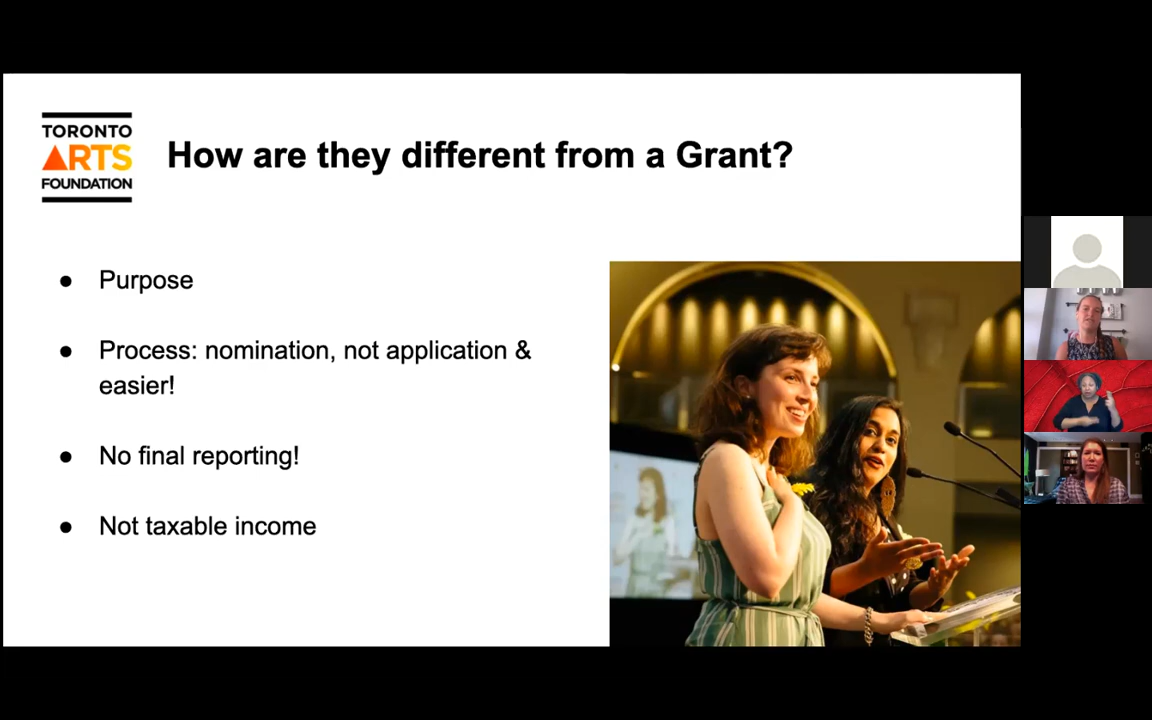 TORONTO
ARTS
FOUNDATION
How are they different from a Grant?
● Purpose
● Process: nomination, not application &
easier!
● No final reporting!
● Not taxable income